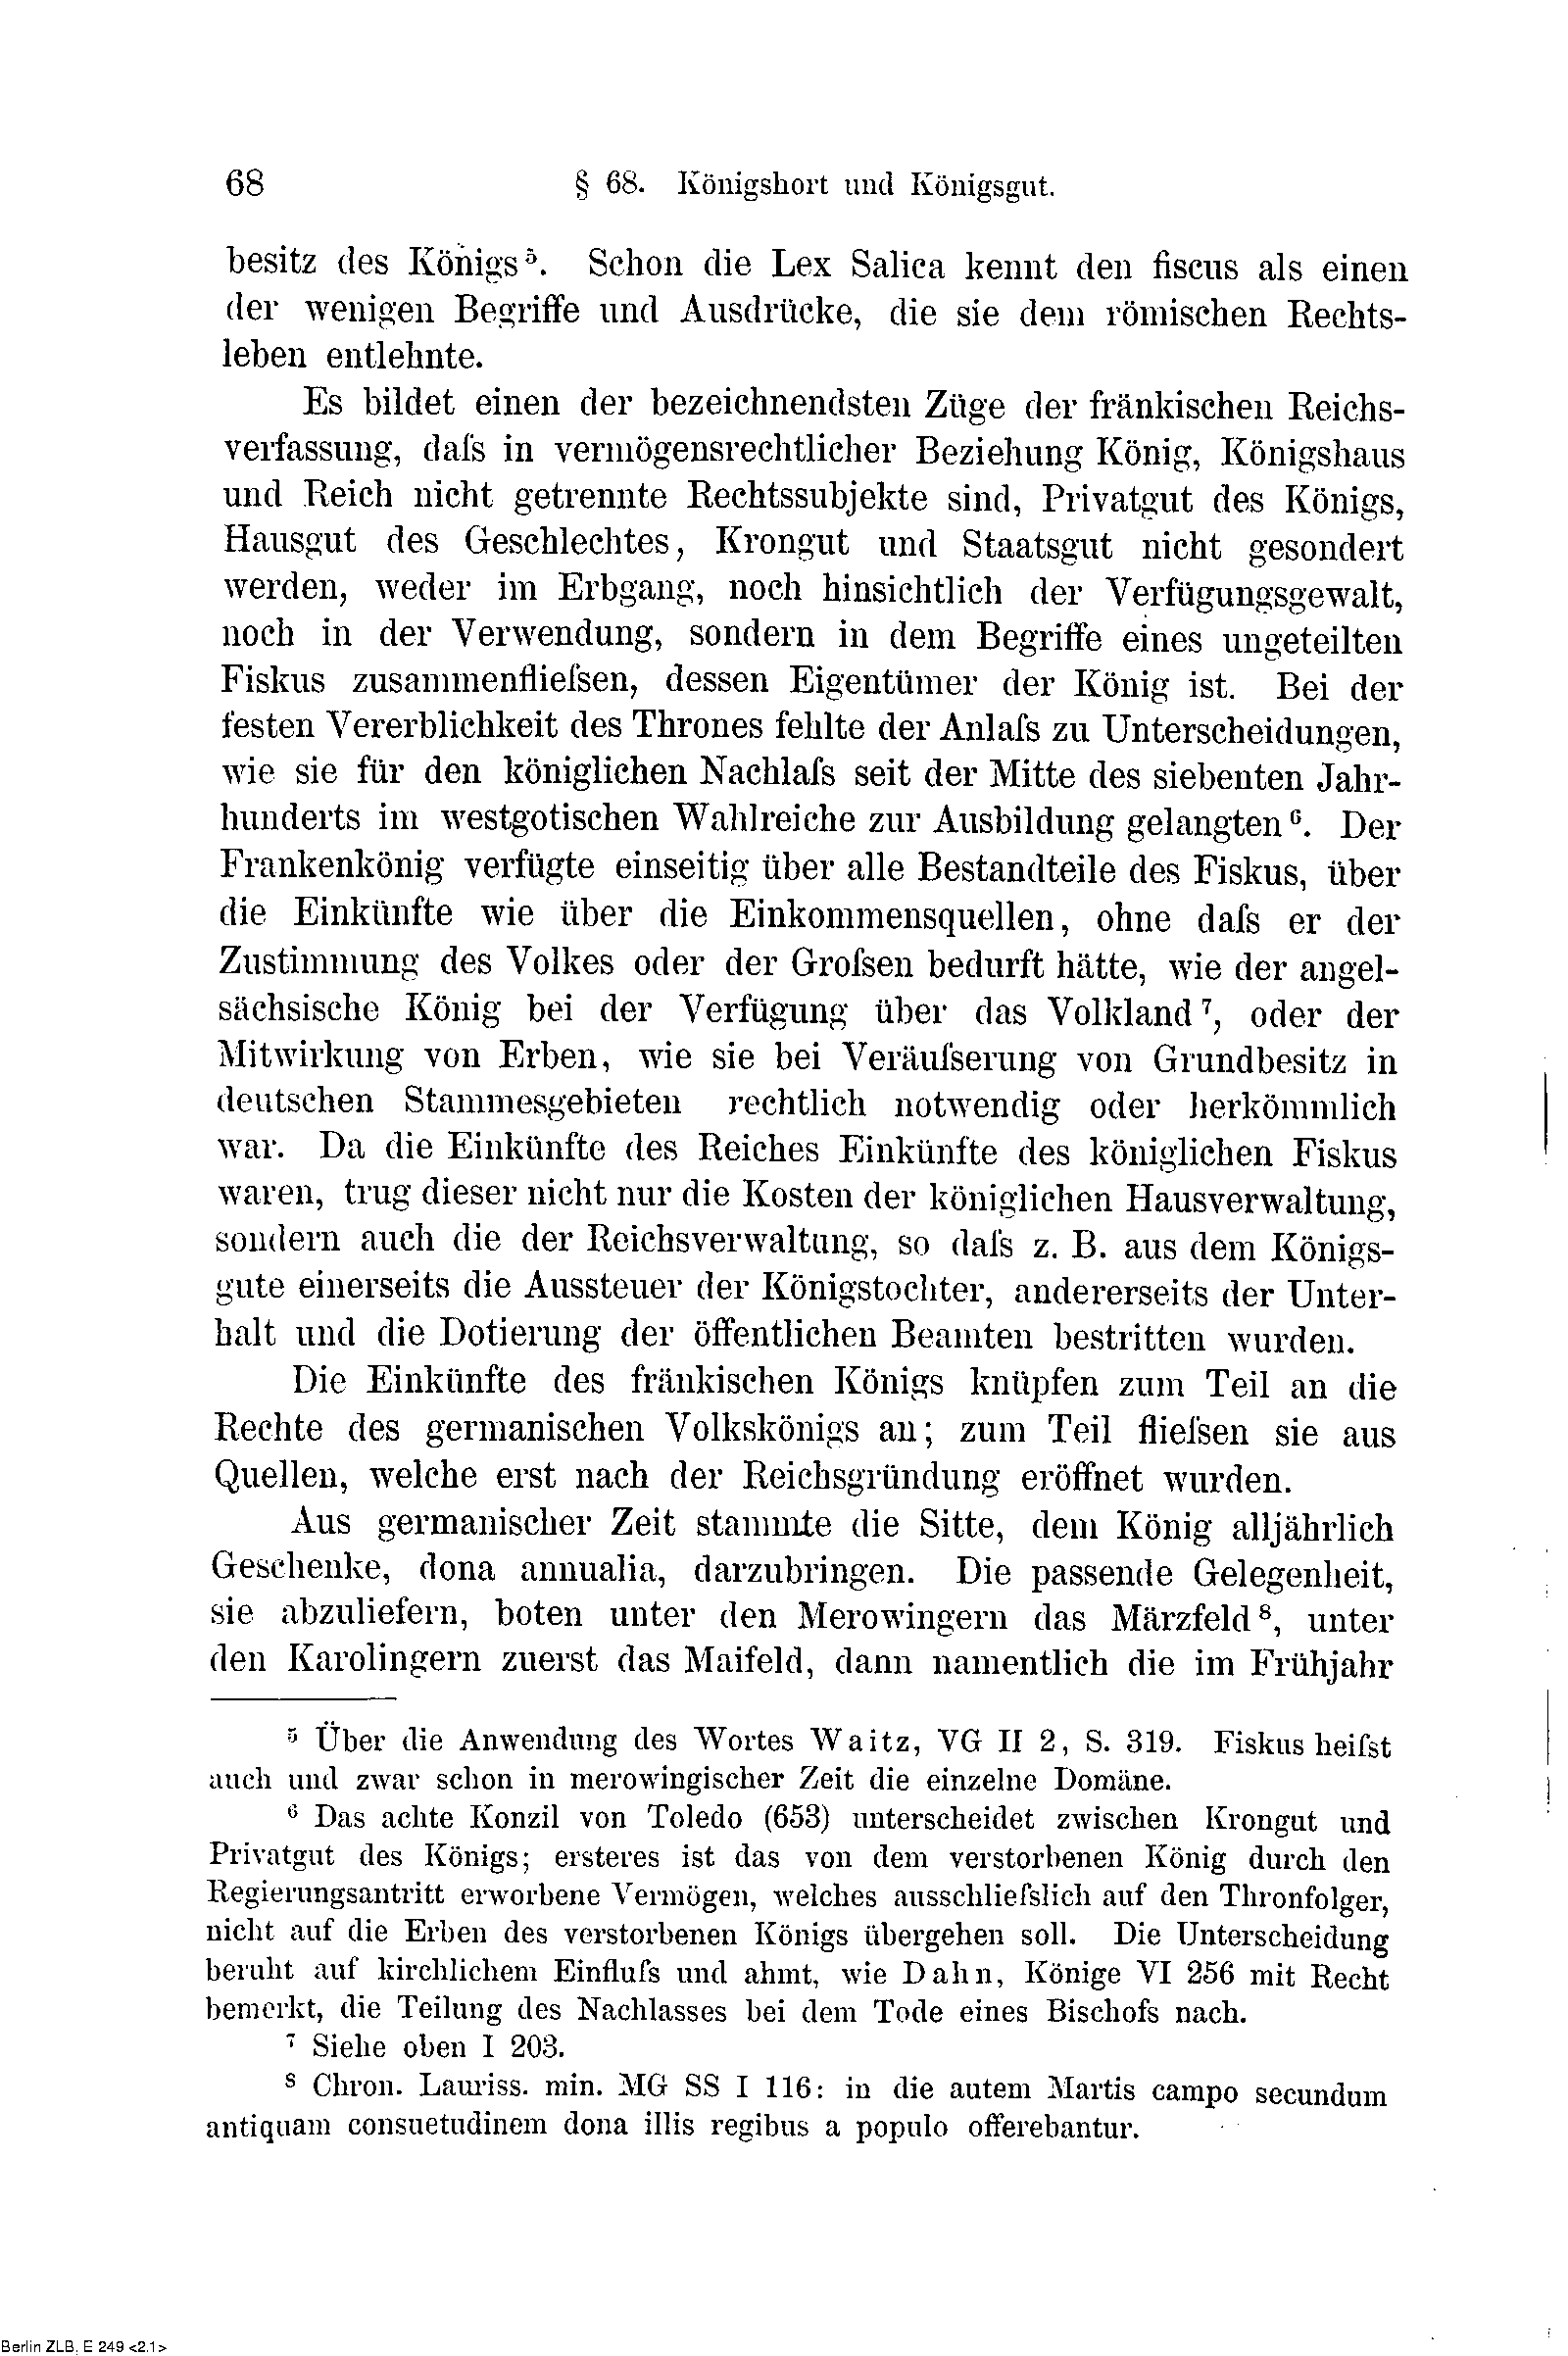 68 § 68. Königshort und Königsgut.
besitz des Königs⁵. Schon die Lex Salica kennt den fiscus als einen
der wenigen Begriffe und Ausdrücke, die sie dem römischen Rechts-
leben entlehnte.
Es bildet einen der bezeichnendsten Züge der fränkischen Reichs-
verfassung, daſs in vermögensrechtlicher Beziehung König, Königshaus
und Reich nicht getrennte Rechtssubjekte sind, Privatgut des Königs,
Hausgut des Geschlechtes, Krongut und Staatsgut nicht gesondert
werden, weder im Erbgang, noch hinsichtlich der Verfügungsgewalt,
noch in der Verwendung, sondern in dem Begriffe eines ungeteilten
Fiskus zusammenflieſsen, dessen Eigentümer der König ist. Bei der
festen Vererblichkeit des Thrones fehlte der Anlaſs zu Unterscheidungen,
wie sie für den königlichen Nachlaſs seit der Mitte des siebenten Jahr-
hunderts im westgotischen Wahlreiche zur Ausbildung gelangten⁶. Der
Frankenkönig verfügte einseitig über alle Bestandteile des Fiskus, über
die Einkünfte wie über die Einkommensquellen, ohne daſs er der
Zustimmung des Volkes oder der Groſsen bedurft hätte, wie der angel-
sächsische König bei der Verfügung über das Volkland⁷, oder der
Mitwirkung von Erben, wie sie bei Veräuſserung von Grundbesitz in
deutschen Stammesgebieten rechtlich notwendig oder herkömmlich
war. Da die Einkünfte des Reiches Einkünfte des königlichen Fiskus
waren, trug dieser nicht nur die Kosten der königlichen Hausverwaltung,
sondern auch die der Reichsverwaltung, so daſs z. B. aus dem Königs-
gute einerseits die Aussteuer der Königstochter, andererseits der Unter-
halt und die Dotierung der öffentlichen Beamten bestritten wurden.
Die Einkünfte des fränkischen Königs knüpfen zum Teil an die
Rechte des germanischen Volkskönigs an; zum Teil flieſsen sie aus
Quellen, welche erst nach der Reichsgründung eröffnet wurden.
Aus germanischer Zeit stammte die Sitte, dem König alljährlich
Geschenke, dona annualia, darzubringen. Die passende Gelegenheit,
sie abzuliefern, boten unter den Merowingern das Märzfeld⁸, unter
den Karolingern zuerst das Maifeld, dann namentlich die im Frühjahr
⁵ Über die Anwendung des Wortes Waitz, VG II 2, S. 319. Fiskus heiſst
auch und zwar schon in merowingischer Zeit die einzelne Domäne.
⁶ Das achte Konzil von Toledo (653) unterscheidet zwischen Krongut und
Privatgut des Königs; ersteres ist das von dem verstorbenen König durch den
Regierungsantritt erworbene Vermögen, welches ausschlieſslich auf den Thronfolger,
nicht auf die Erben des verstorbenen Königs übergehen soll. Die Unterscheidung
beruht auf kirchlichem Einfluſs und ahmt, wie Dahn, Könige VI 256 mit Recht
bemerkt, die Teilung des Nachlasses bei dem Tode eines Bischofs nach.
⁷ Siehe oben I 203.
⁸ Chron. Lauriss. min. MG SS I 116: in die autem Martis campo secundum
antiquam consuetudinem dona illis regibus a populo offerebantur.
Berlin ZLB, E 249 <2.1>